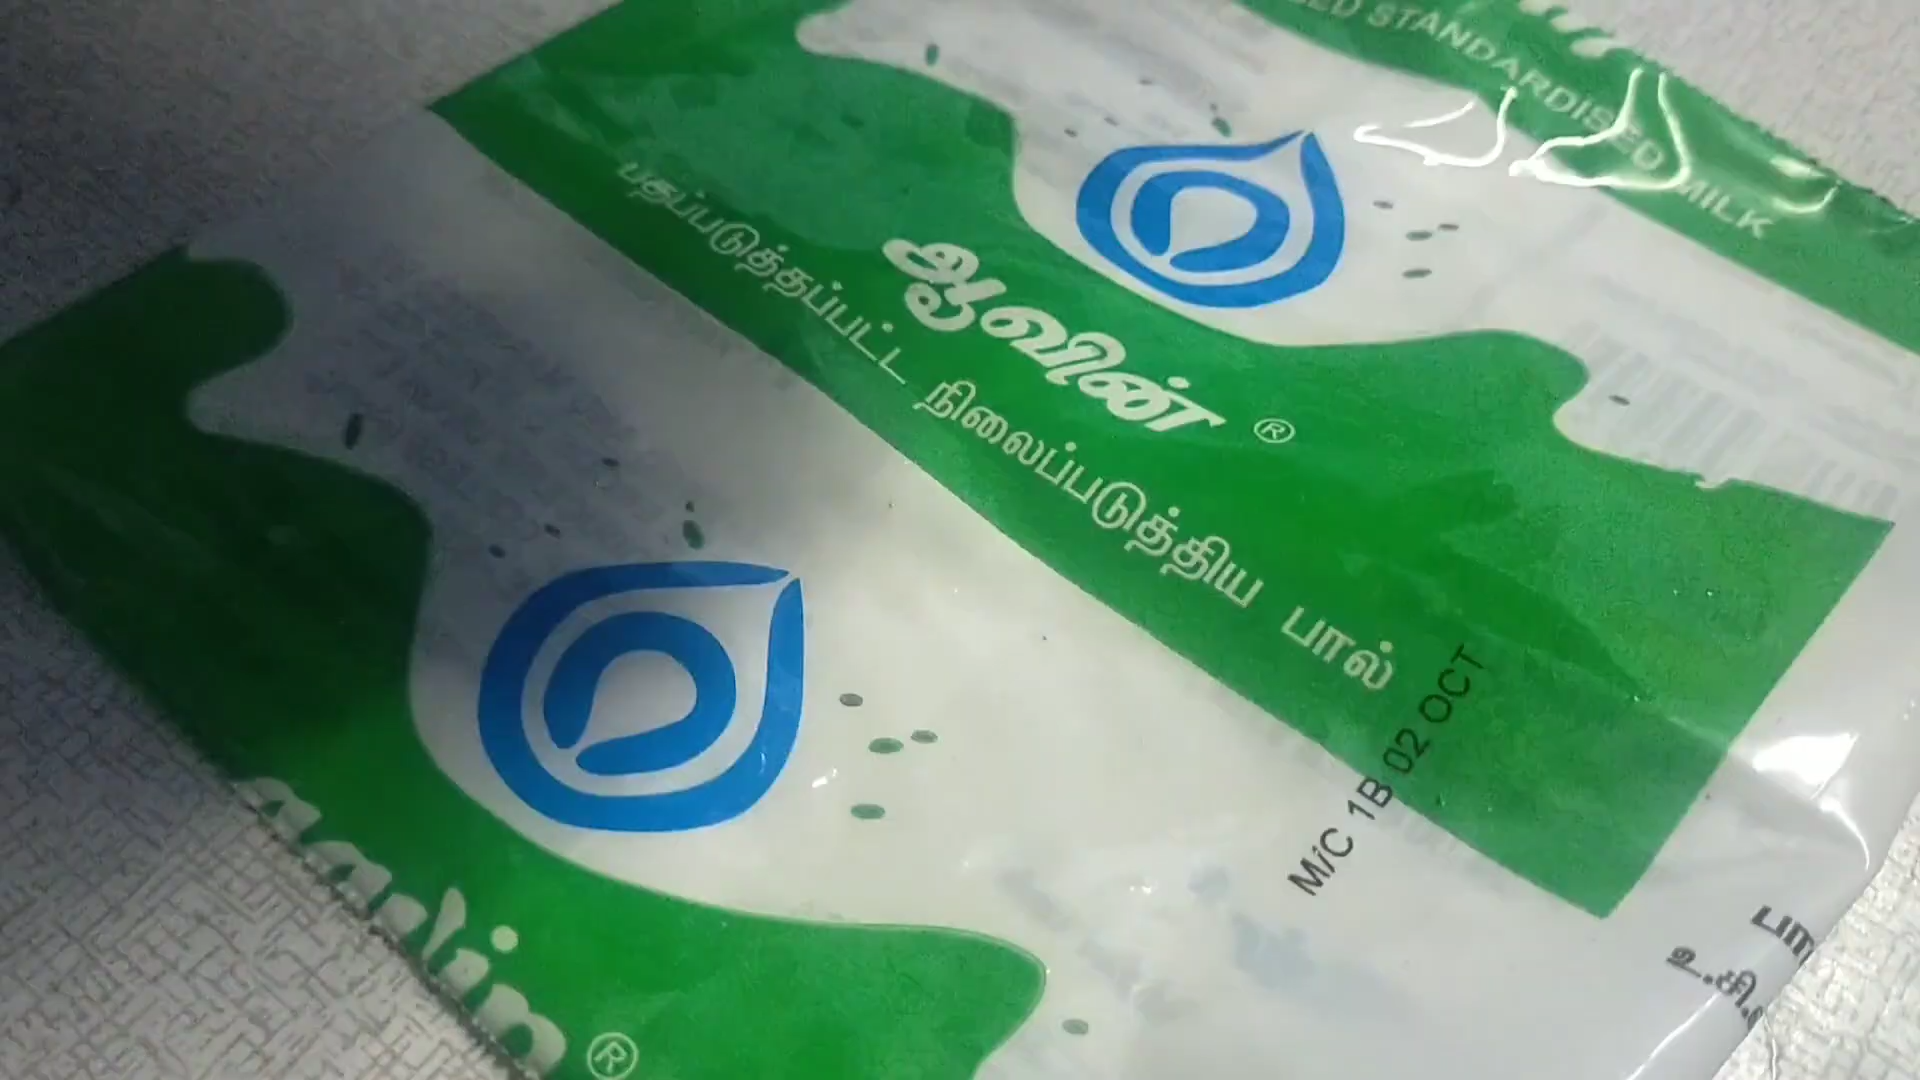 STANDARDISED MILK
ஆவின் ®
பதப்படுத்தப்பட்ட நிலைப்படுத்திய பால்
M/C 1B 02 OCT
உ.சி.
®